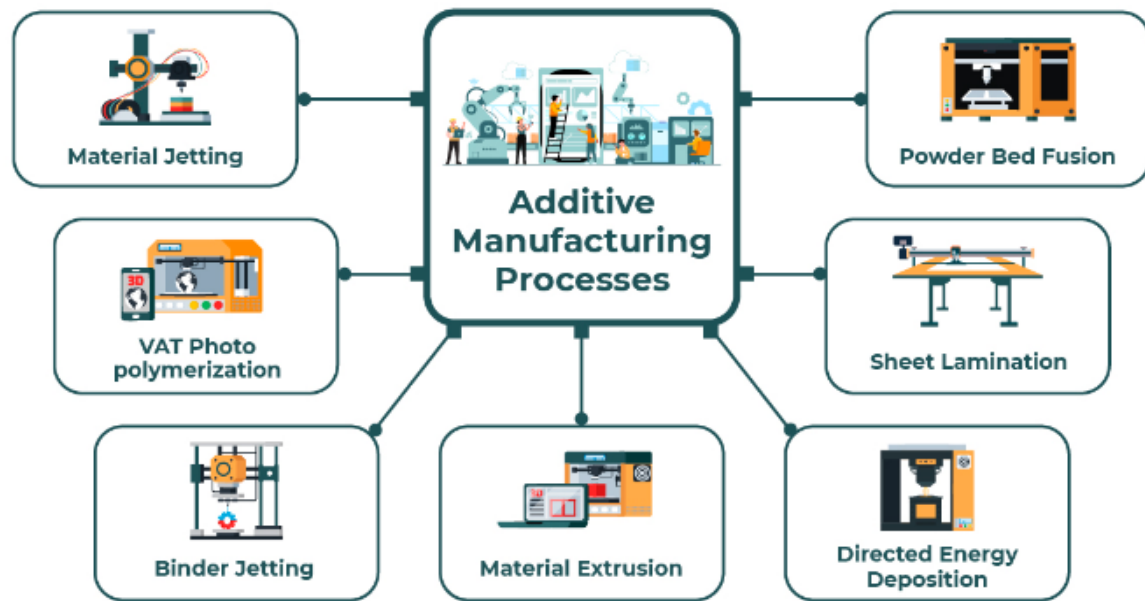 Material Jetting
Additive
Manufacturing
Processes
Powder Bed Fusion
3D
VAT Photo
polymerization
Sheet Lamination
Binder Jetting
Material Extrusion
Directed Energy
Deposition